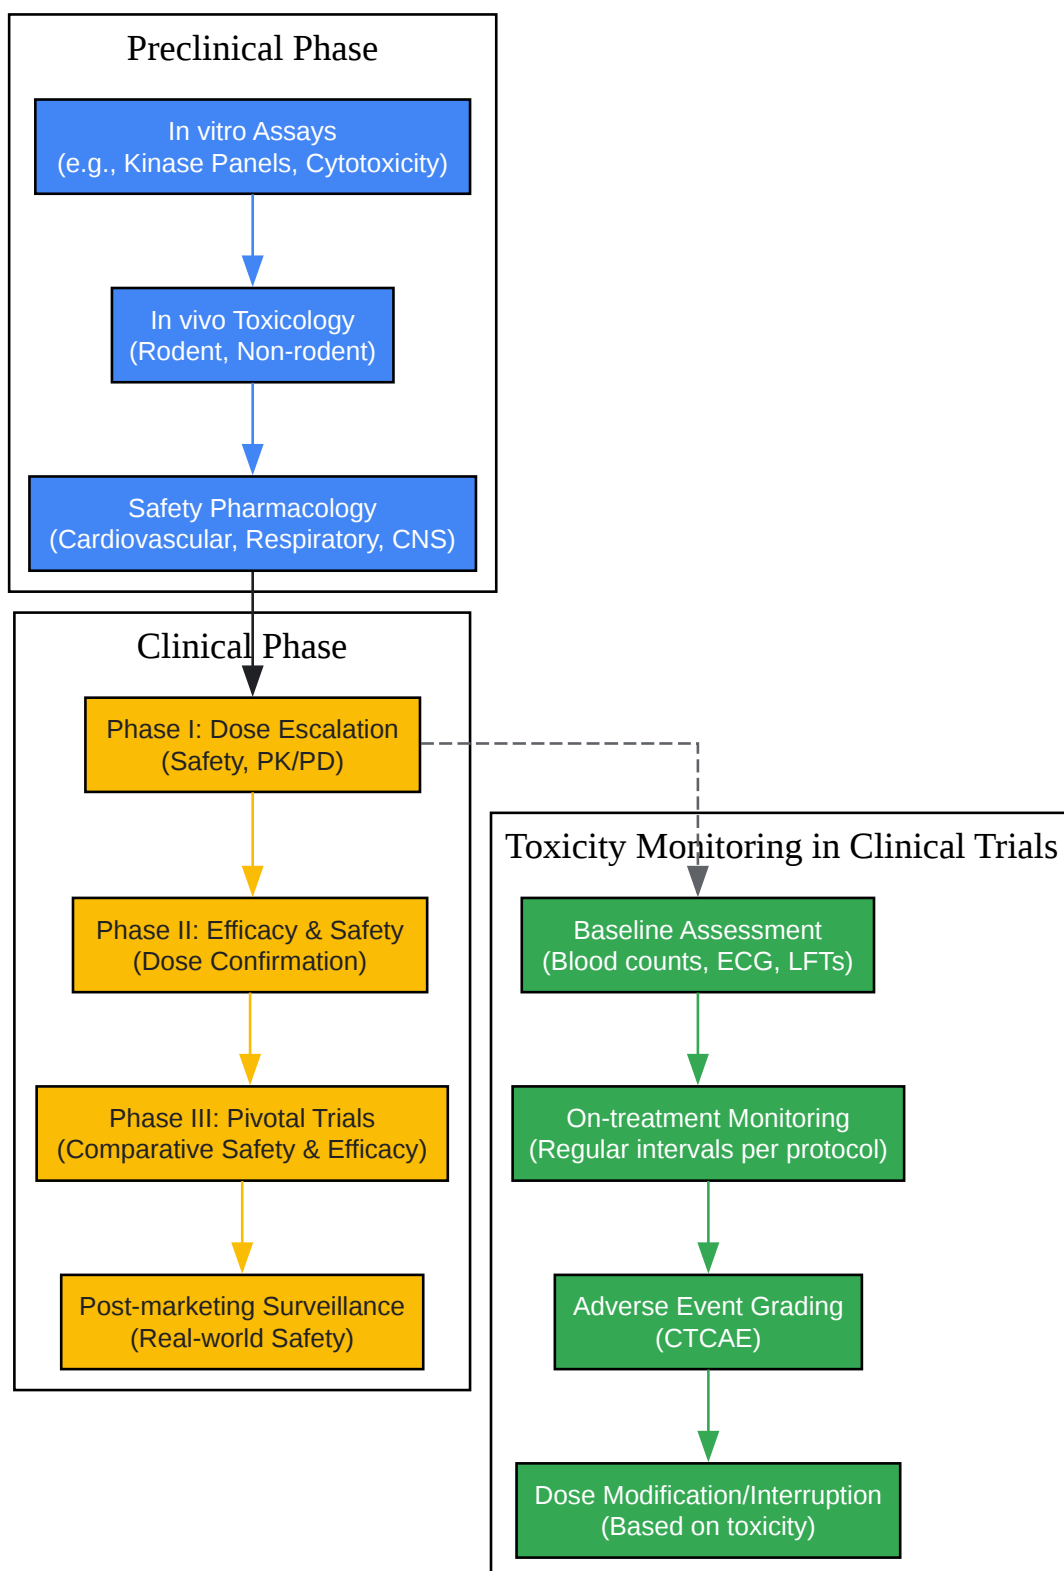 Preclinical Phase
In vitro Assays
(e.g., Kinase Panels, Cytotoxicity)
In vivo Toxicology
(Rodent, Non-rodent)
Safety Pharmacology
(Cardiovascular, Respiratory, CNS)
Clinical Phase
Phase I: Dose Escalation
(Safety, PK/PD)
Phase II: Efficacy & Safety
(Dose Confirmation)
Phase III: Pivotal Trials
(Comparative Safety & Efficacy)
Post-marketing Surveillance
(Real-world Safety)
Toxicity Monitoring in Clinical Trials
Baseline Assessment
(Blood counts, ECG, LFTs)
On-treatment Monitoring
(Regular intervals per protocol)
Adverse Event Grading
(CTCAE)
Dose Modification/Interruption
(Based on toxicity)